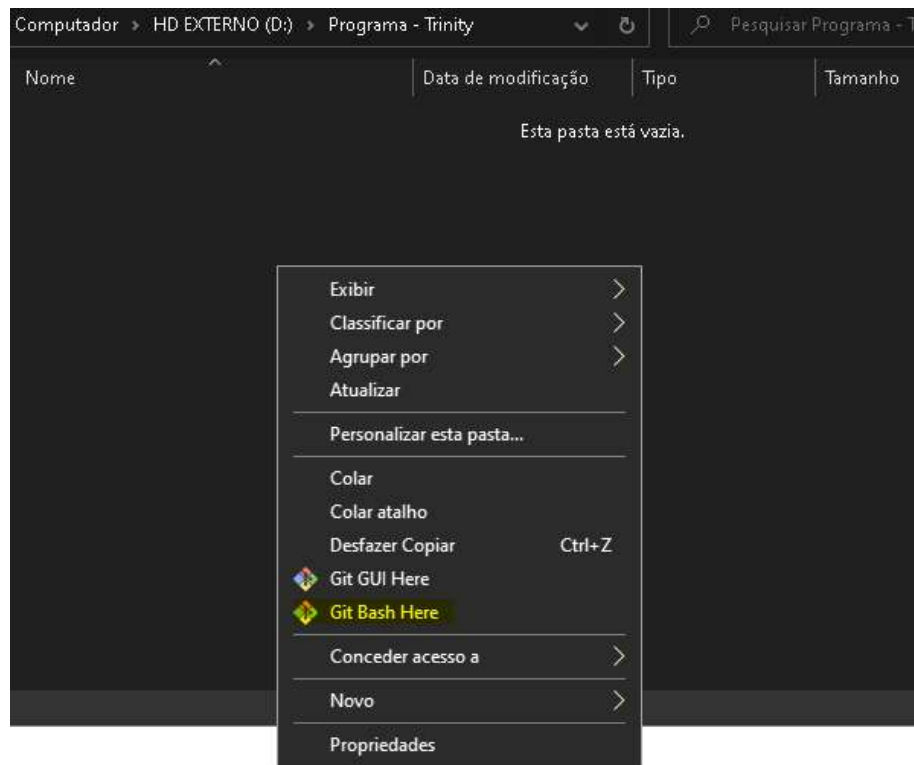 Computador > HD EXTERNO (D:) > Programa - Trinity
Pesquisar Programa - T
Nome Data de modificação Tipo Tamanho
Esta pasta está vazia.
Exibir
Classificar por
Agrupar por
Atualizar
Personalizar esta pasta...
Colar
Colar atalho
Desfazer Copiar Ctrl+Z
Git GUI Here
Git Bash Here
Conceder acesso a
Novo
Propriedades